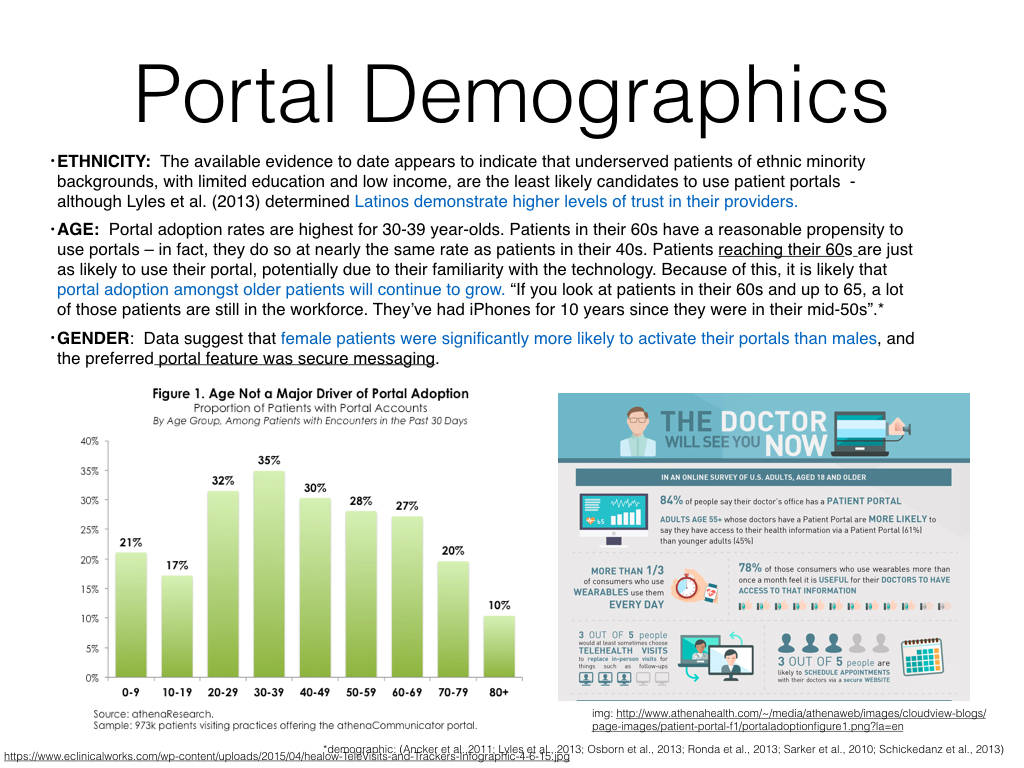 Portal Demographics
•ETHNICITY: The available evidence to date appears to indicate that underserved patients of ethnic minority
backgrounds, with limited education and low income, are the least likely candidates to use patient portals -
although Lyles et al. (2013) determined Latinos demonstrate higher levels of trust in their providers.
•AGE: Portal adoption rates are highest for 30-39 year-olds. Patients in their 60s have a reasonable propensity to
use portals – in fact, they do so at nearly the same rate as patients in their 40s. Patients reaching their 60s are just
as likely to use their portal, potentially due to their familiarity with the technology. Because of this, it is likely that
portal adoption amongst older patients will continue to grow. “If you look at patients in their 60s and up to 65, a lot
of those patients are still in the workforce. They’ve had iPhones for 10 years since they were in their mid-50s”.*
•GENDER: Data suggest that female patients were significantly more likely to activate their portals than males, and
the preferred portal feature was secure messaging.
Figure 1. Age Not a Major Driver of Portal Adoption
Proportion of Patients with Portal Accounts
By Age Group, Among Patients with Encounters in the Past 30 Days
40%
35%
30%
25%
20%
15%
10%
5%
0%
21%
17%
32%
35%
30%
28%
27%
20%
10%
0-9 10-19 20-29 30-39 40-49 50-59 60-69 70-79 80+
Source: athenaResearch.
Sample: 973k patients visiting practices offering the athenaCommunicator portal.
THE DOCTOR
WILL SEE YOU NOW
IN AN ONLINE SURVEY OF U.S. ADULTS, AGED 18 AND OLDER
84% of people say their doctor's office has a PATIENT PORTAL
ADULTS AGE 55+ whose doctors have a Patient Portal are MORE LIKELY to
say they have access to their health information via a Patient Portal (61%)
than younger adults (45%)
MORE THAN 1/3
of consumers who use
WEARABLES use them
EVERY DAY
78% of those consumers who use wearables more than
once a month feel it is USEFUL for their DOCTORS TO HAVE
ACCESS TO THAT INFORMATION
3 OUT OF 5 people
would at least sometimes choose
TELEHEALTH VISITS
to replace in-person visits for
things such as follow-ups
3 OUT OF 5 people are
likely to SCHEDULE APPOINTMENTS
with their doctors via a secure WEBSITE
img: http://www.athenahealth.com/~/media/athenaweb/images/cloudview-blogs/
page-images/patient-portal-f1/portaladoptionfigure1.png?la=en
*demographic: (Ancker et al.,2011; Lyles et al., 2013; Osborn et al., 2013; Ronda et al., 2013; Sarker et al., 2010; Schickedanz et al., 2013)
https://www.eclinicalworks.com/wp-content/uploads/2015/04/healow-TeleVisits-and-Trackers-Infographic-4-6-15.jpg